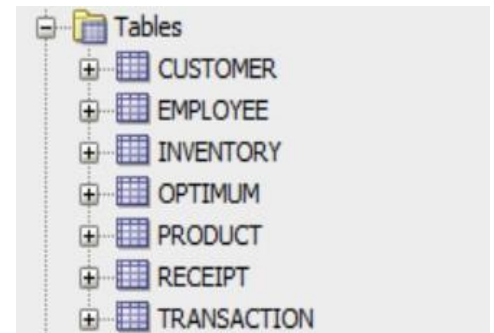 Tables
CUSTOMER
EMPLOYEE
INVENTORY
OPTIMUM
PRODUCT
RECEIPT
TRANSACTION